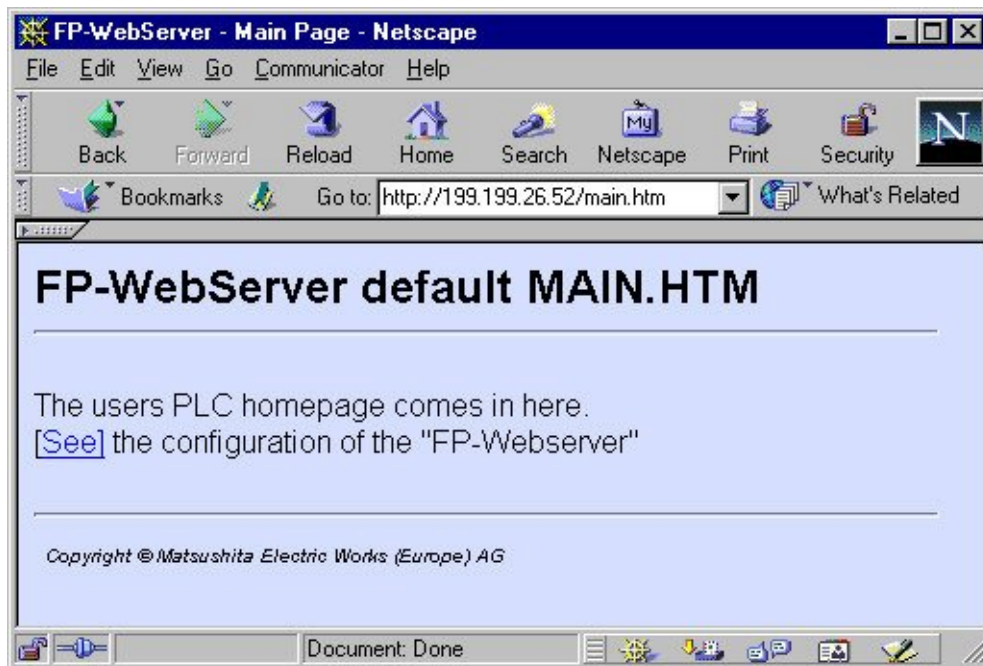 FP-WebServer - Main Page - Netscape
File Edit View Go Communicator Help
Back Forward Reload Home Search Netscape Print Security
My
N
Bookmarks Go to: http://199.199.26.52/main.htm What's Related
FP-WebServer default MAIN.HTM
The users PLC homepage comes in here.
[See] the configuration of the "FP-Webserver"
Copyright © Matsushita Electric Works (Europe) AG
Document: Done